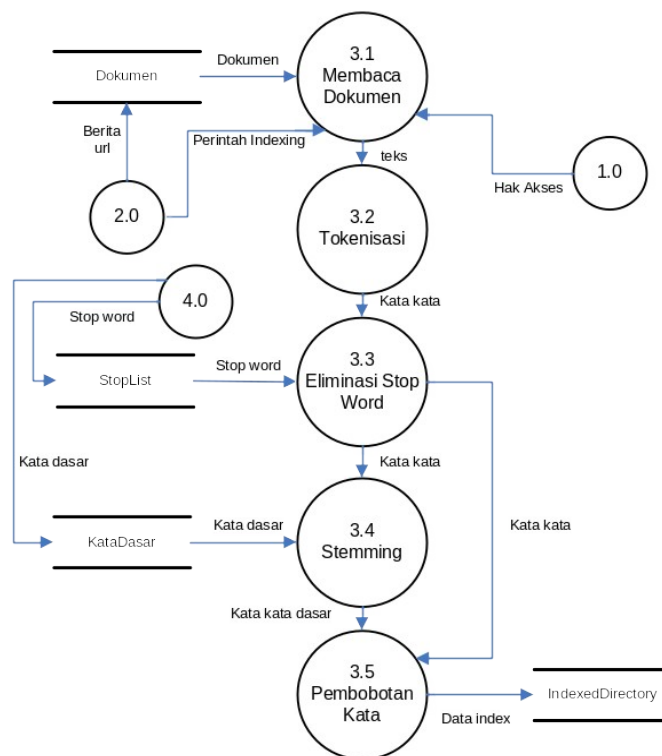 3.1
Membaca
Dokumen
Dokumen
Dokumen
Berita
url
Perintah Indexing
teks
Hak Akses
1.0
2.0
3.2
Tokenisasi
4.0
Kata kata
Stop word
3.3
Eliminasi Stop
Word
Stop word
StopList
Kata dasar
Kata kata
3.4
Stemming
Kata dasar
KataDasar
Kata kata
Kata kata dasar
3.5
Pembobotan
Kata
IndexedDirectory
Data index